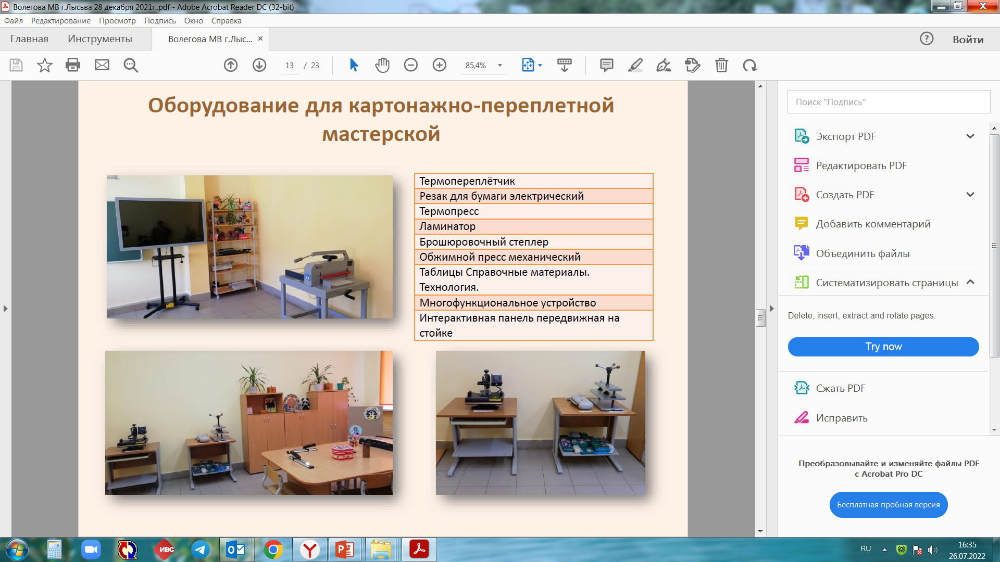 Волегова МВ г.Лысьва 28 декабря 2021г..pdf - Adobe Acrobat Reader DC (32-bit)
Файл Редактирование Просмотр Подпись Окно Справка
Главная Инструменты Волегова МВ г.Лыс... Войти
13 / 23 85,4%
Оборудование для картонажно-переплетной
мастерской
Термопереплётчик
Резак для бумаги электрический
Термопресс
Ламинатор
Брошюровочный степлер
Обжимной пресс механический
Таблицы Справочные материалы.
Технология.
Многофункциональное устройство
Интерактивная панель передвижная на
стойке
Поиск "Подпись"
Экспорт PDF
Редактировать PDF
Создать PDF
Добавить комментарий
Объединить файлы
Систематизировать страницы
Delete, insert, extract and rotate pages.
Try now
Сжать PDF
Исправить
Преобразовывайте и изменяйте файлы PDF
с Acrobat Pro DC
Бесплатная пробная версия
ИВС
RU
16:35
26.07.2022